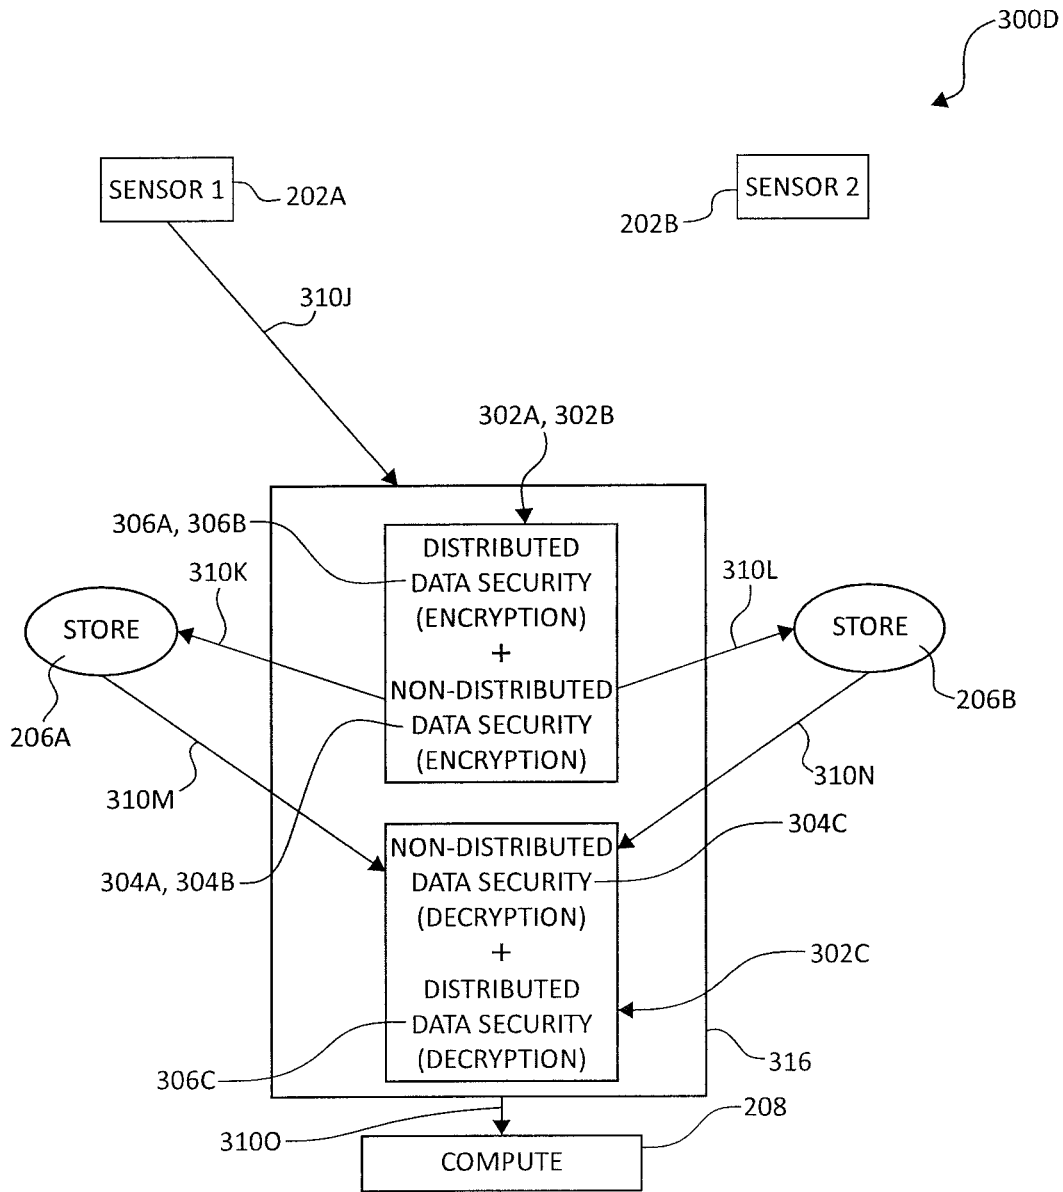 300D
SENSOR 1
202A
SENSOR 2
202B
310J
302A, 302B
306A, 306B
DISTRIBUTED
DATA SECURITY
(ENCRYPTION)
+
NON-DISTRIBUTED
DATA SECURITY
(ENCRYPTION)
310K
310L
STORE
206A
STORE
206B
310M
310N
304A, 304B
304C
NON-DISTRIBUTED
DATA SECURITY
(DECRYPTION)
+
DISTRIBUTED
DATA SECURITY
(DECRYPTION)
302C
306C
316
310O
208
COMPUTE